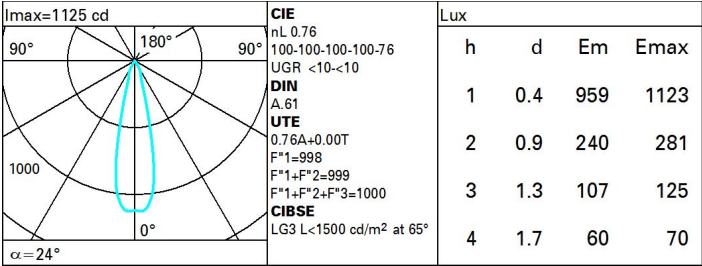 Imax=1125 cd
90° 180° 90°
1000
0°
α=24°
CIE
nL 0.76
100-100-100-100-76
UGR <10-<10
DIN
A.61
UTE
0.76A+0.00T
F"1=998
F"1+F"2=999
F"1+F"2+F"3=1000
CIBSE
LG3 L<1500 cd/m² at 65°
Lux
h d Em Emax
1 0.4 959 1123
2 0.9 240 281
3 1.3 107 125
4 1.7 60 70